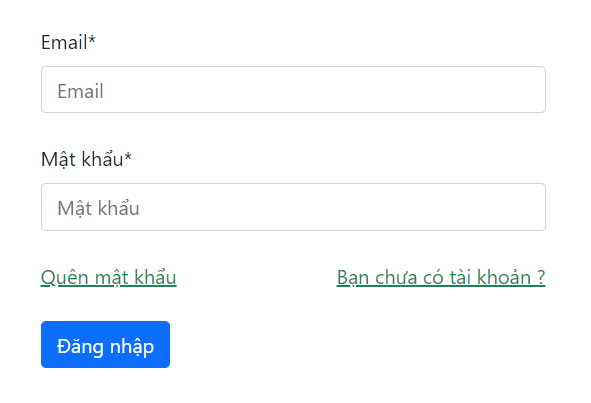 Email*
Email
Mật khẩu*
Mật khẩu
Quên mật khẩu Bạn chưa có tài khoản ?
Đăng nhập